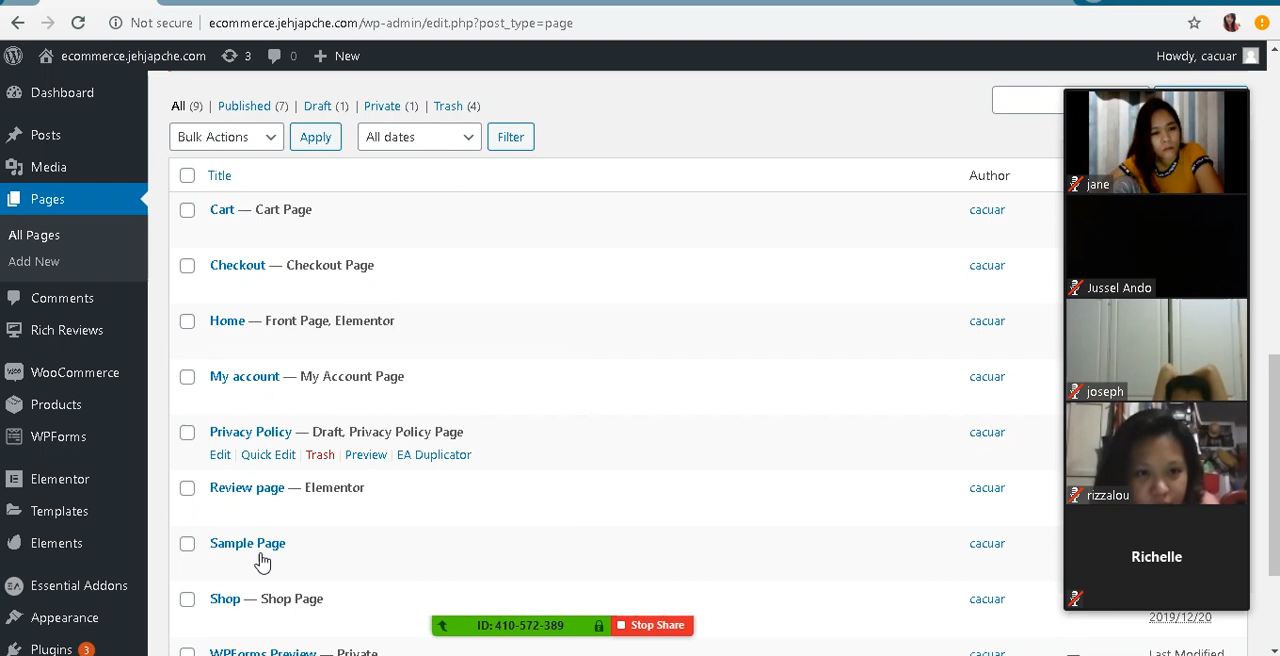 Not secure | ecommerce.jehjapche.com/wp-admin/edit.php?post_type=page
ecommerce.jehjapche.com 3 0 New Howdy, cacuar
Dashboard
Posts
Media
Pages
All Pages
Add New
Comments
Rich Reviews
WooCommerce
Products
WPForms
Elementor
Templates
Elements
Essential Addons
Appearance
Plugins 3
All (9) | Published (7) | Draft (1) | Private (1) | Trash (4)
Bulk Actions Apply All dates Filter
Title Author
Cart — Cart Page cacuar
Checkout — Checkout Page cacuar
Home — Front Page, Elementor cacuar
My account — My Account Page cacuar
Privacy Policy — Draft, Privacy Policy Page cacuar
Edit | Quick Edit | Trash | Preview | EA Duplicator
Review page — Elementor cacuar
Sample Page cacuar
Shop — Shop Page cacuar
2019/12/20
WPForms Preview — Private cacuar — Last Modified
ID: 410-572-389 Stop Share
jane
Jussel Ando
joseph
rizzalou
Richelle